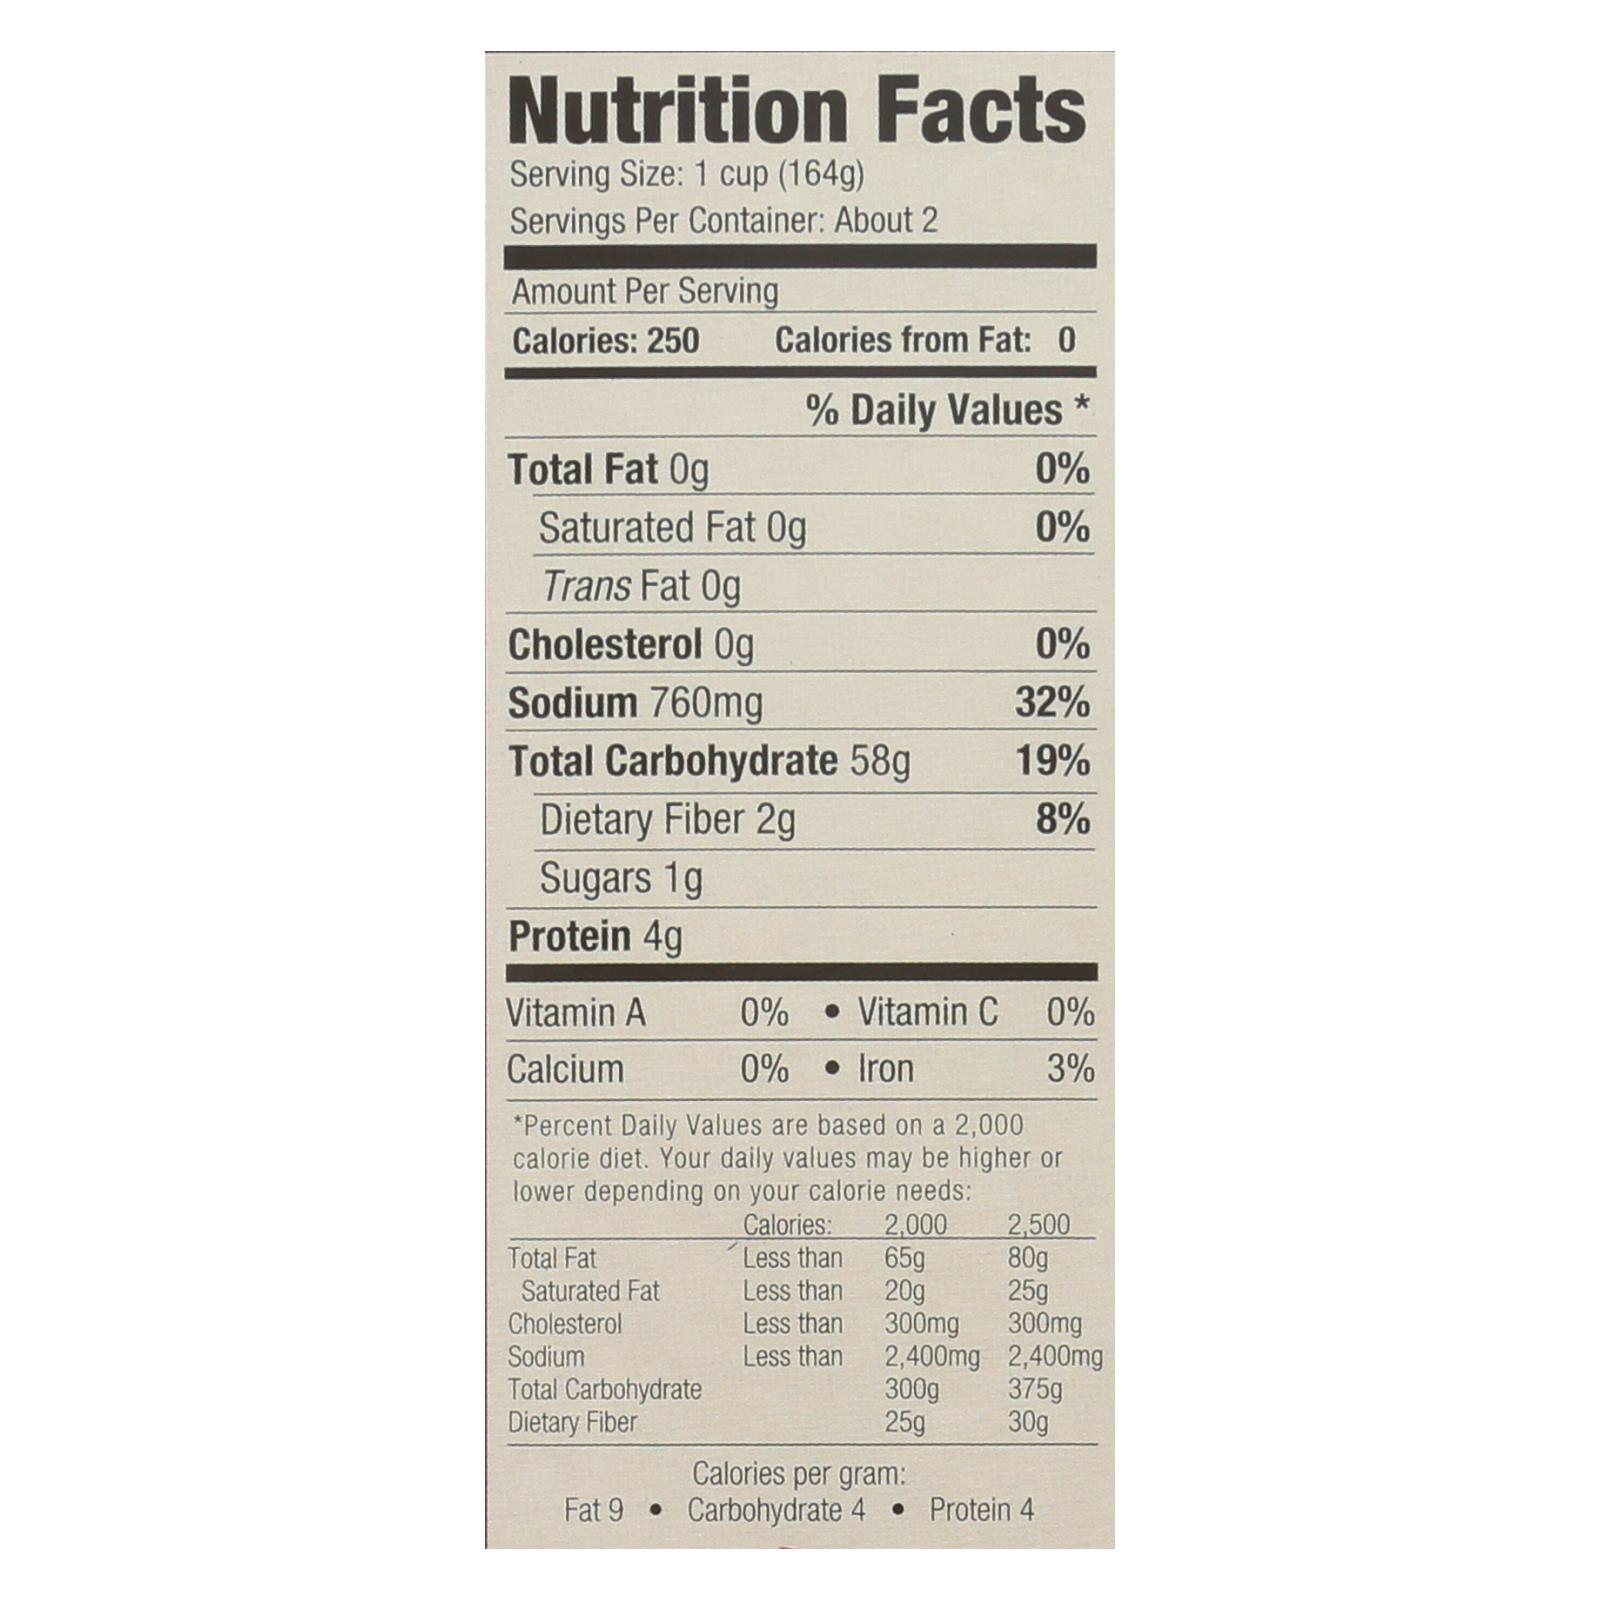 Nutrition Facts
Serving Size: 1 cup (164g)
Servings Per Container: About 2
Amount Per Serving
Calories: 250 Calories from Fat: 0
% Daily Values *
Total Fat 0g 0%
Saturated Fat 0g 0%
Trans Fat 0g
Cholesterol 0g 0%
Sodium 760mg 32%
Total Carbohydrate 58g 19%
Dietary Fiber 2g 8%
Sugars 1g
Protein 4g
Vitamin A 0% • Vitamin C 0%
Calcium 0% • Iron 3%
*Percent Daily Values are based on a 2,000
calorie diet. Your daily values may be higher or
lower depending on your calorie needs:
Calories: 2,000 2,500
Total Fat Less than 65g 80g
Saturated Fat Less than 20g 25g
Cholesterol Less than 300mg 300mg
Sodium Less than 2,400mg 2,400mg
Total Carbohydrate 300g 375g
Dietary Fiber 25g 30g
Calories per gram:
Fat 9 • Carbohydrate 4 • Protein 4